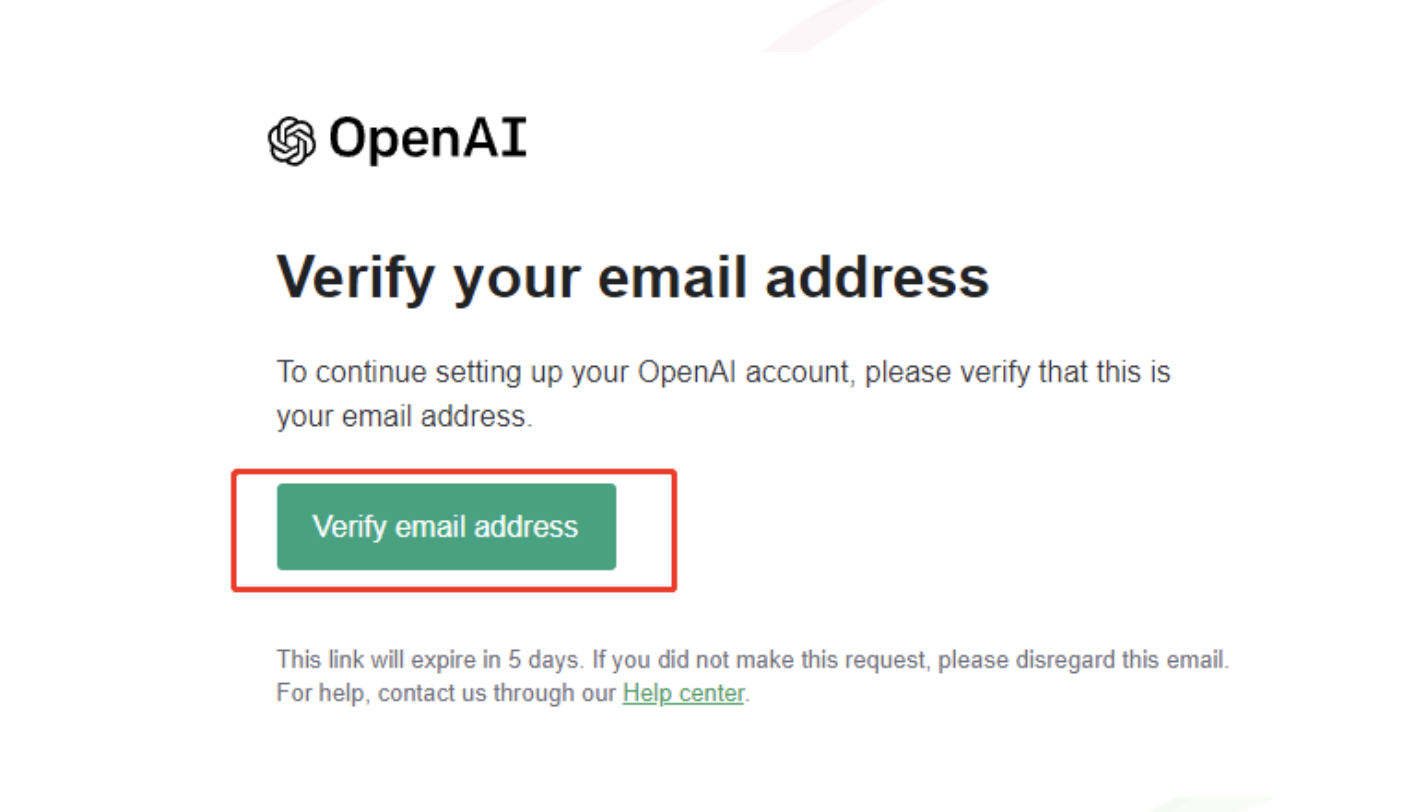 OpenAI
Verify your email address
To continue setting up your OpenAI account, please verify that this is
your email address.
Verify email address
This link will expire in 5 days. If you did not make this request, please disregard this email.
For help, contact us through our Help center.